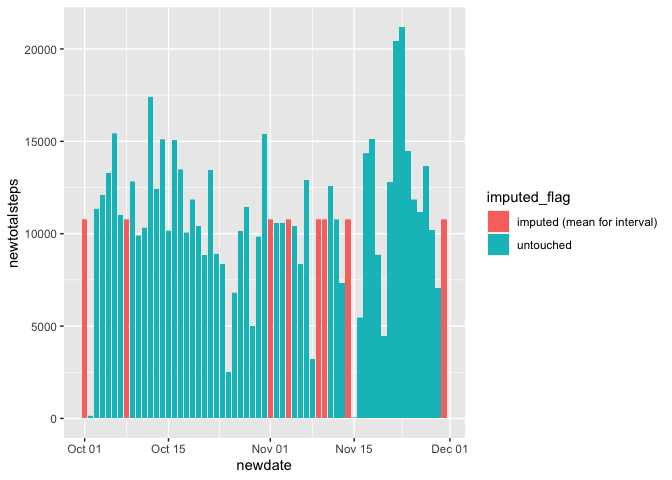 20000
15000
10000
5000
0
newtotalsteps
Oct 01
Oct 15
Nov 01
Nov 15
Dec 01
newdate
imputed_flag
imputed (mean for interval)
untouched